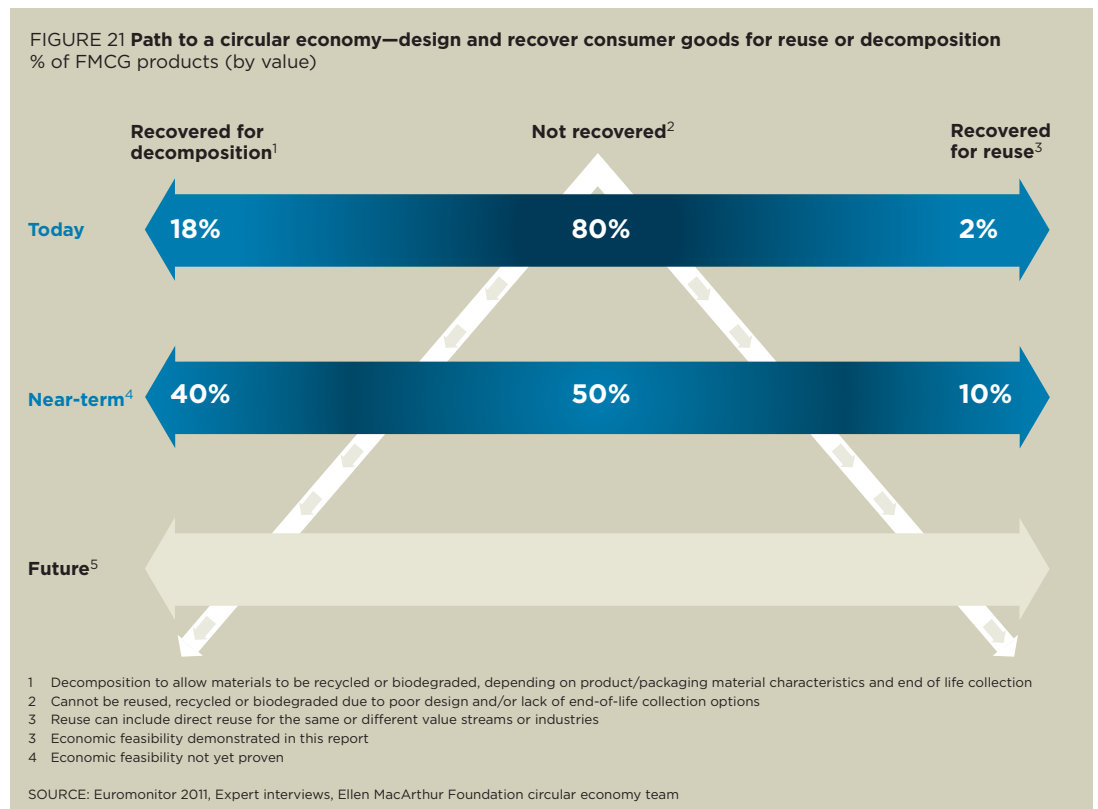 FIGURE 21 Path to a circular economy—design and recover consumer goods for reuse or decomposition
% of FMCG products (by value)
Recovered for
decomposition1
Not recovered2
Recovered
for reuse3
Today
18%
80%
2%
Near-term4
40%
50%
10%
Future5
1 Decomposition to allow materials to be recycled or biodegraded, depending on product/packaging material characteristics and end of life collection
2 Cannot be reused, recycled or biodegraded due to poor design and/or lack of end-of-life collection options
3 Reuse can include direct reuse for the same or different value streams or industries
3 Economic feasibility demonstrated in this report
4 Economic feasibility not yet proven
SOURCE: Euromonitor 2011, Expert interviews, Ellen MacArthur Foundation circular economy team